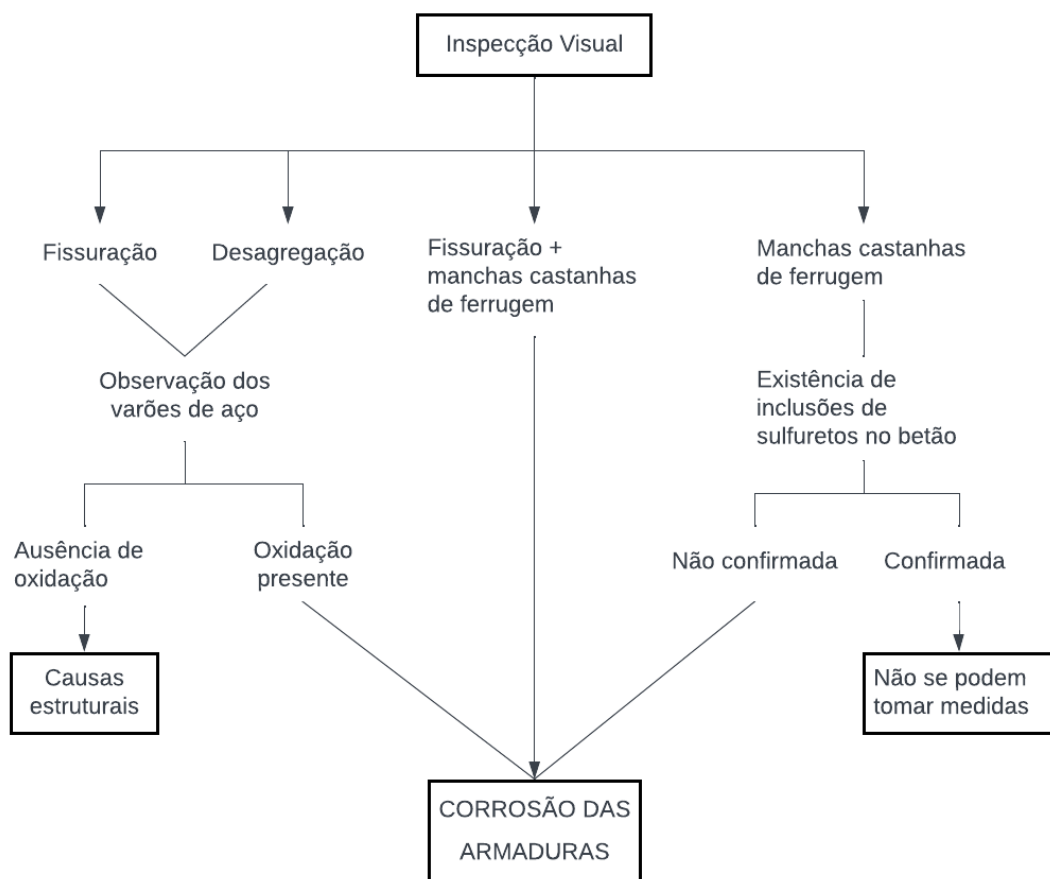 Inspecção Visual
Fissuração
Desagregação
Fissuração +
manchas castanhas
de ferrugem
Manchas castanhas
de ferrugem
Observação dos
varões de aço
Existência de
inclusões de
sulfuretos no betão
Ausência de
oxidação
Oxidação
presente
Não confirmada
Confirmada
Causas
estruturais
Não se podem
tomar medidas
CORROSÃO DAS
ARMADURAS